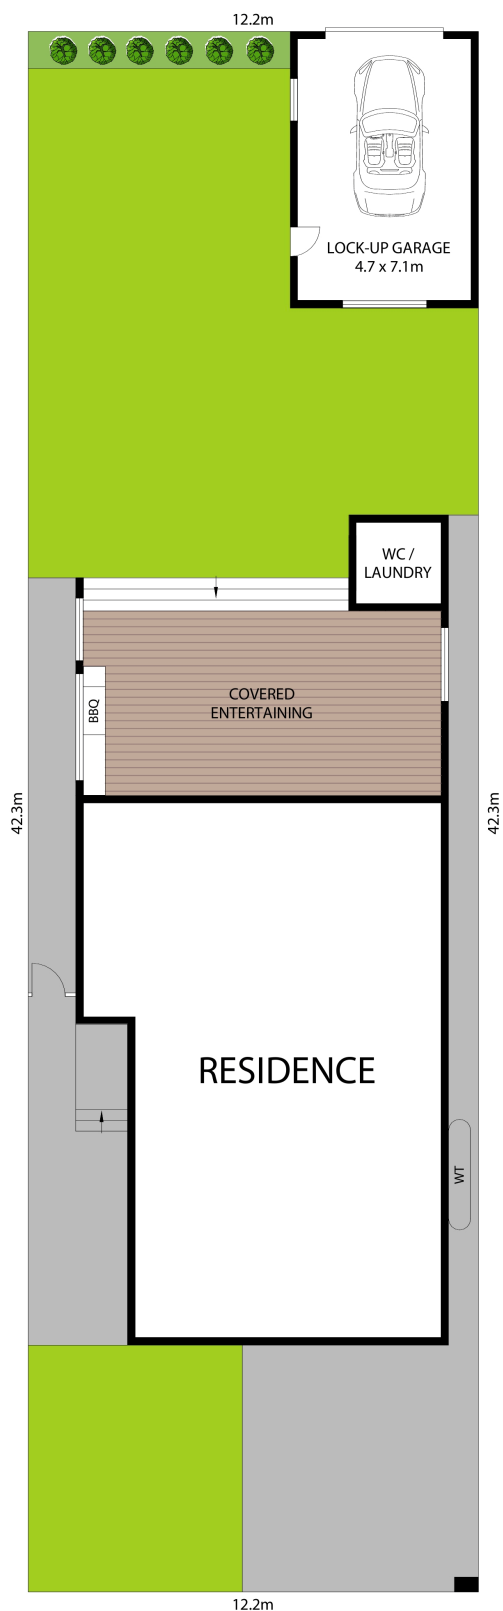 12.2m
LOCK-UP GARAGE
4.7 x 7.1m
WC /
LAUNDRY
COVERED
ENTERTAINING
BBQ
42.3m
42.3m
RESIDENCE
WT
12.2m